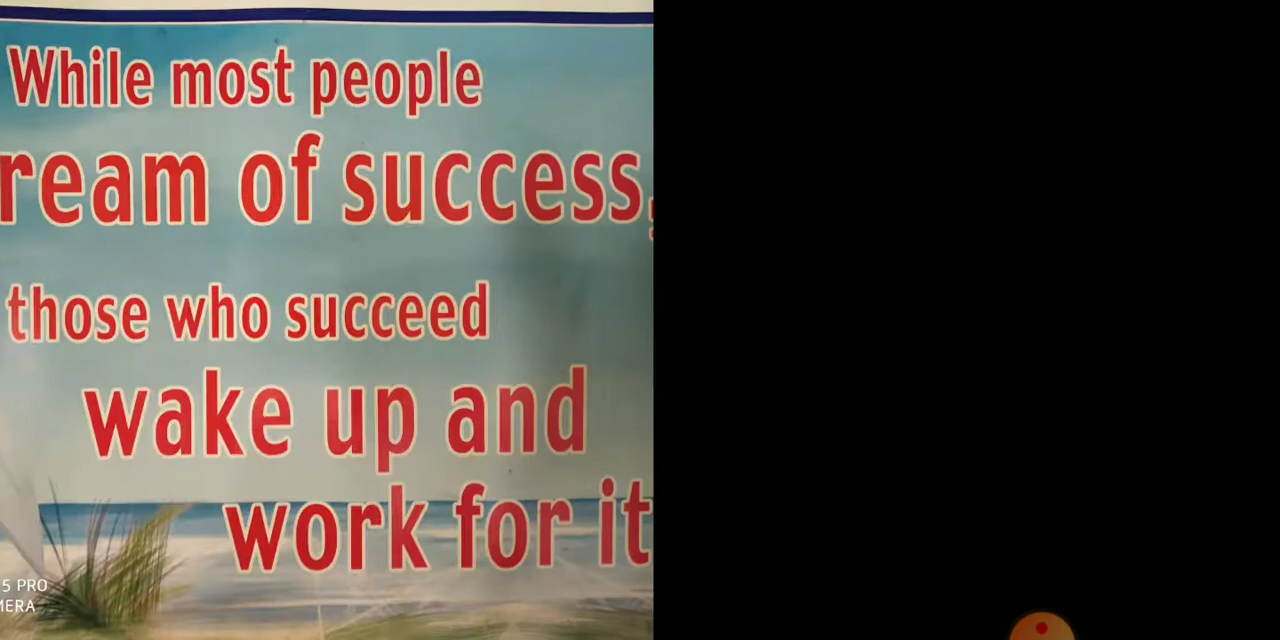 While most people
ream of success,
those who succeed
wake up and
work for it
5 PRO
MERA